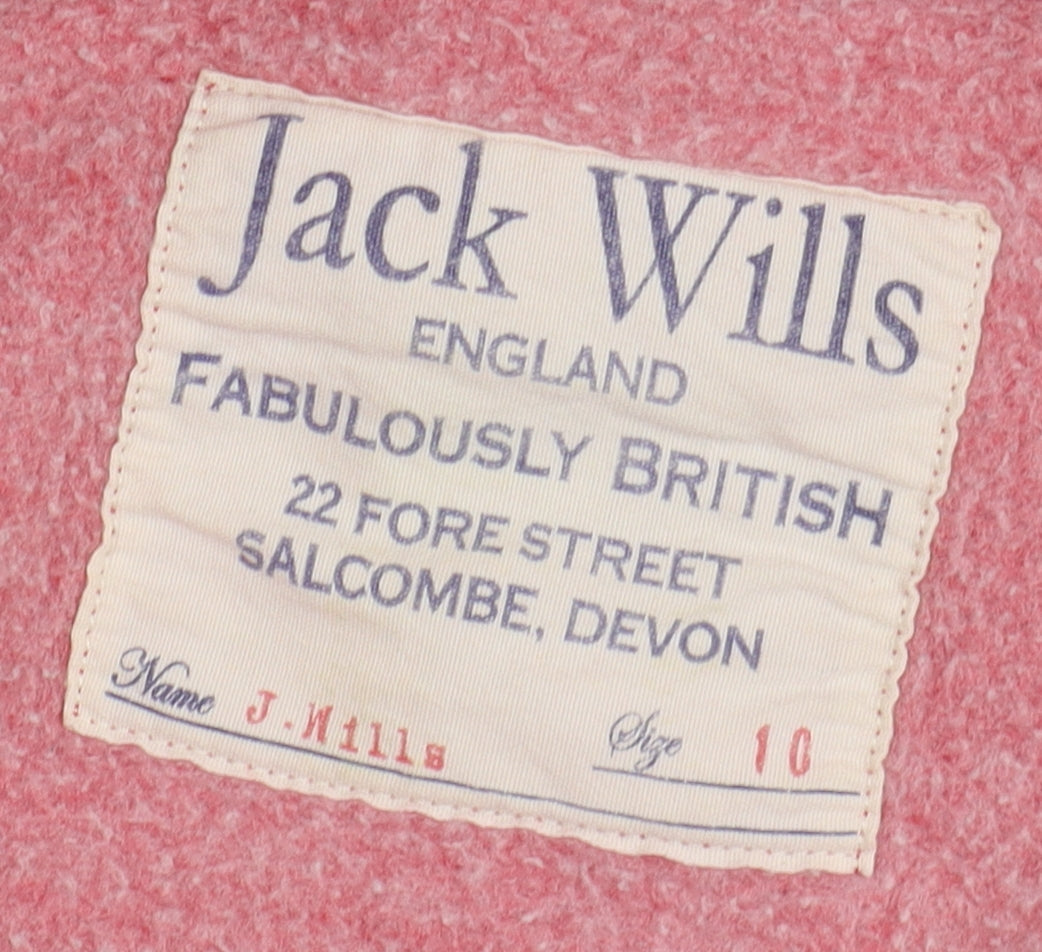 Jack Wills
ENGLAND
FABULOUSLY BRITISH
22 FORE STREET
SALCOMBE, DEVON
Name J.Wills Size 10